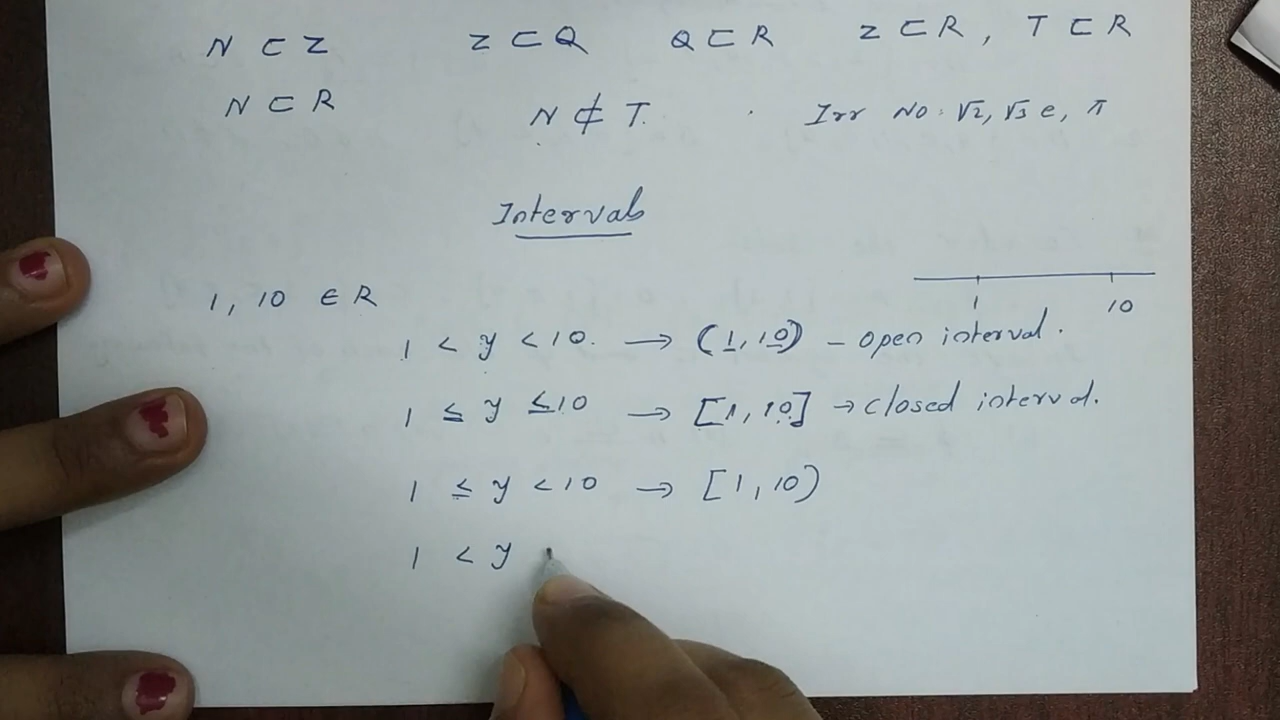 N ⊂ Z Z ⊂ Q Q ⊂ R Z ⊂ R, T ⊂ R
N ⊂ R N ⊄ T. Irr No: √2, √3 e, π
Intervals
1, 10 ∈ R
1 10
1 < y < 10. → (1, 10) - open interval.
1 ≤ y ≤ 10 → [1, 10] → closed interval.
1 ≤ y < 10 → [1, 10)
1 < y